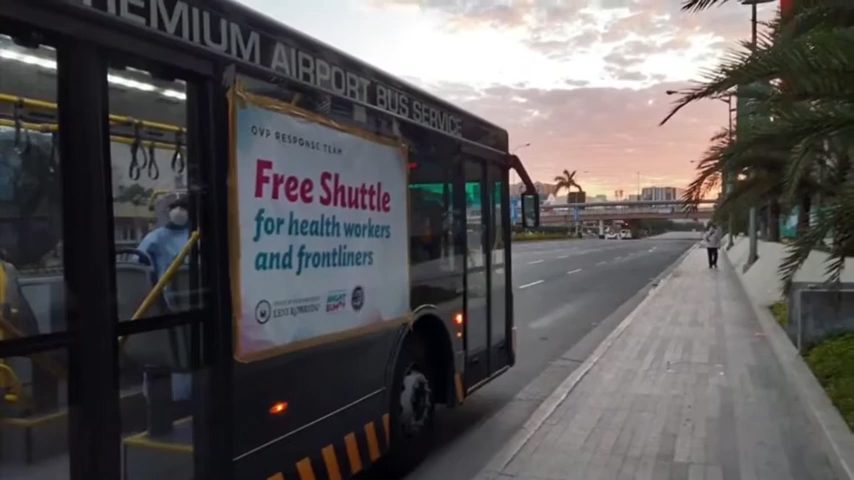 PREMIUM AIRPORT BUS SERVICE
OVP RESPONSE TEAM
Free Shuttle
for health workers
and frontliners
LENI ROBREDO